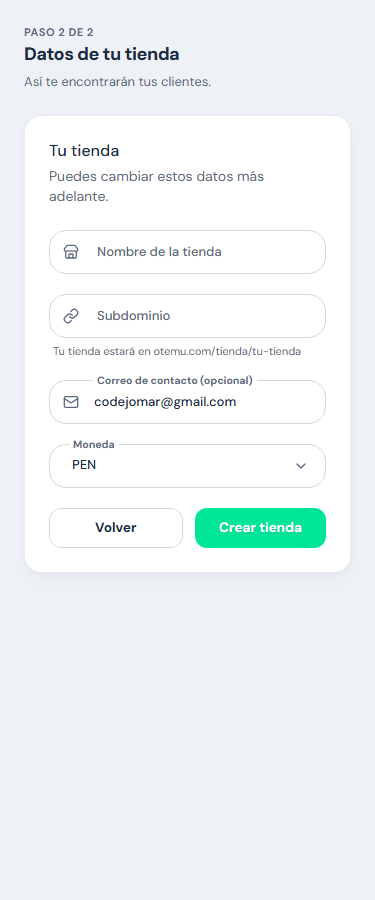 PASO 2 DE 2
Datos de tu tienda
Así te encontrarán tus clientes.
Tu tienda
Puedes cambiar estos datos más
adelante.
Nombre de la tienda
Subdominio
Tu tienda estará en otemu.com/tienda/tu-tienda
Correo de contacto (opcional)
codejomar@gmail.com
Moneda
PEN
Volver
Crear tienda